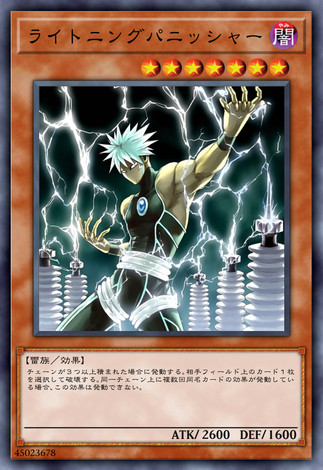 ライトニングパニッシャー
やみ
闇
【雷族／効果】
チェーンが３つ以上積まれた場合に発動する。相手フィールド上のカード１枚
を選択して破壊する。同一チェーン上に複数回同名カードの効果が発動してい
る場合、この効果は発動できない。
ATK/ 2600 DEF/1600
45023678